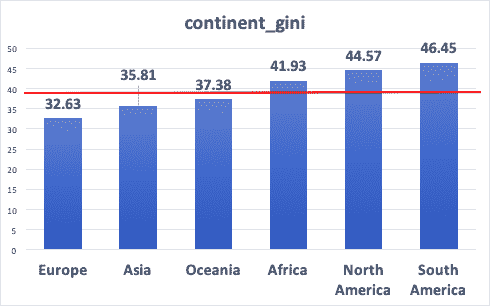 continent_gini
50
45
40
35
30
25
20
15
10
5
0
32.63
35.81
37.38
41.93
44.57
46.45
Europe
Asia
Oceania
Africa
North
America
South
America